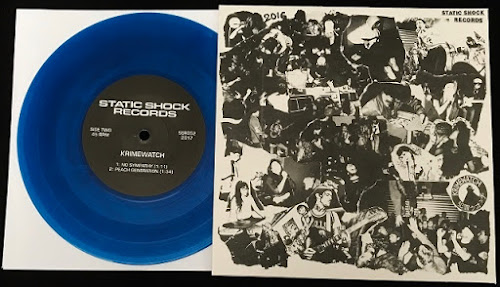 STATIC SHOCK
RECORDS
SIDE TWO
45 RPM
SSR052
2017
KRIMEWATCH
1: NO SYMPATHY (1:11)
2: PEACH GENERATION (1:34)
2016
STATIC SHOCK
RECORDS
KRIMEWATCH